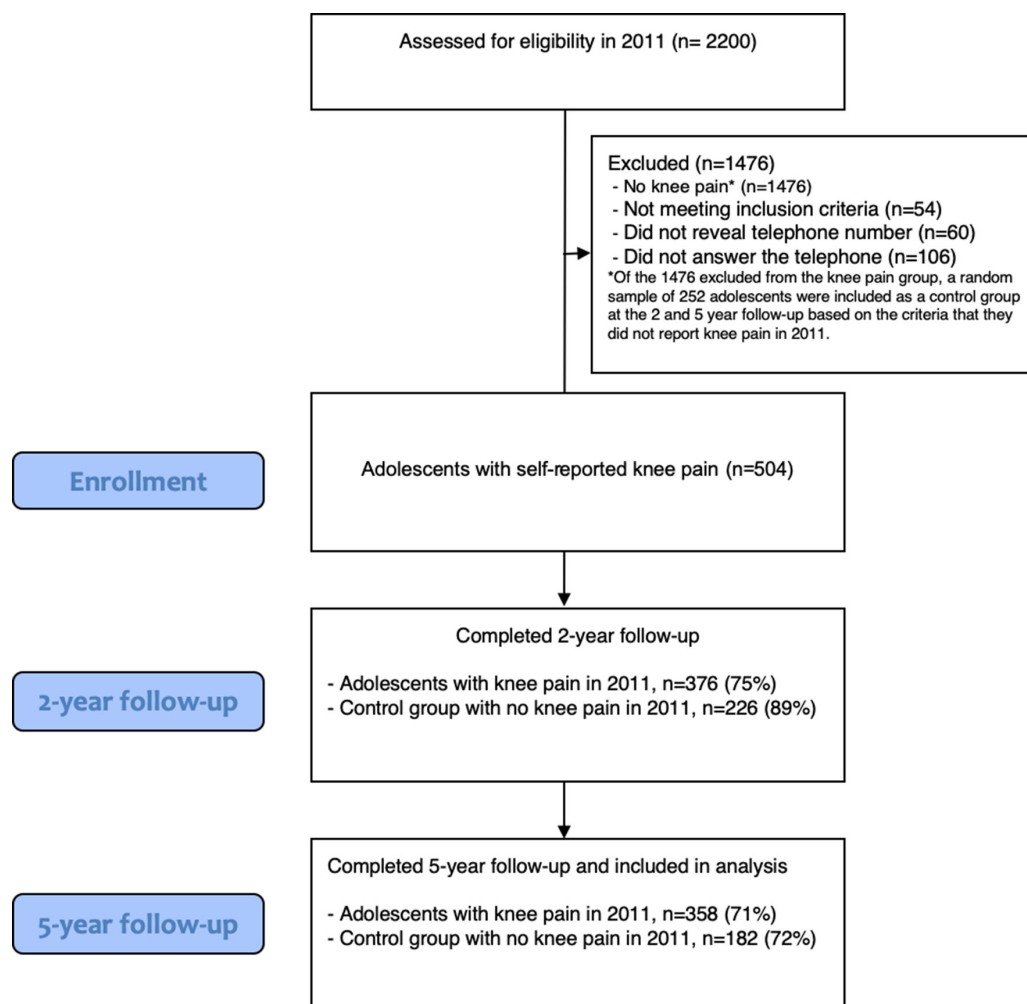 Assessed for eligibility in 2011 (n= 2200)
Excluded (n=1476)
- No knee pain* (n=1476)
- Not meeting inclusion criteria (n=54)
- Did not reveal telephone number (n=60)
- Did not answer the telephone (n=106)
*Of the 1476 excluded from the knee pain group, a random
sample of 252 adolescents were included as a control group
at the 2 and 5 year follow-up based on the criteria that they
did not report knee pain in 2011.
Enrollment
Adolescents with self-reported knee pain (n=504)
2-year follow-up
Completed 2-year follow-up
- Adolescents with knee pain in 2011, n=376 (75%)
- Control group with no knee pain in 2011, n=226 (89%)
5-year follow-up
Completed 5-year follow-up and included in analysis
- Adolescents with knee pain in 2011, n=358 (71%)
- Control group with no knee pain in 2011, n=182 (72%)